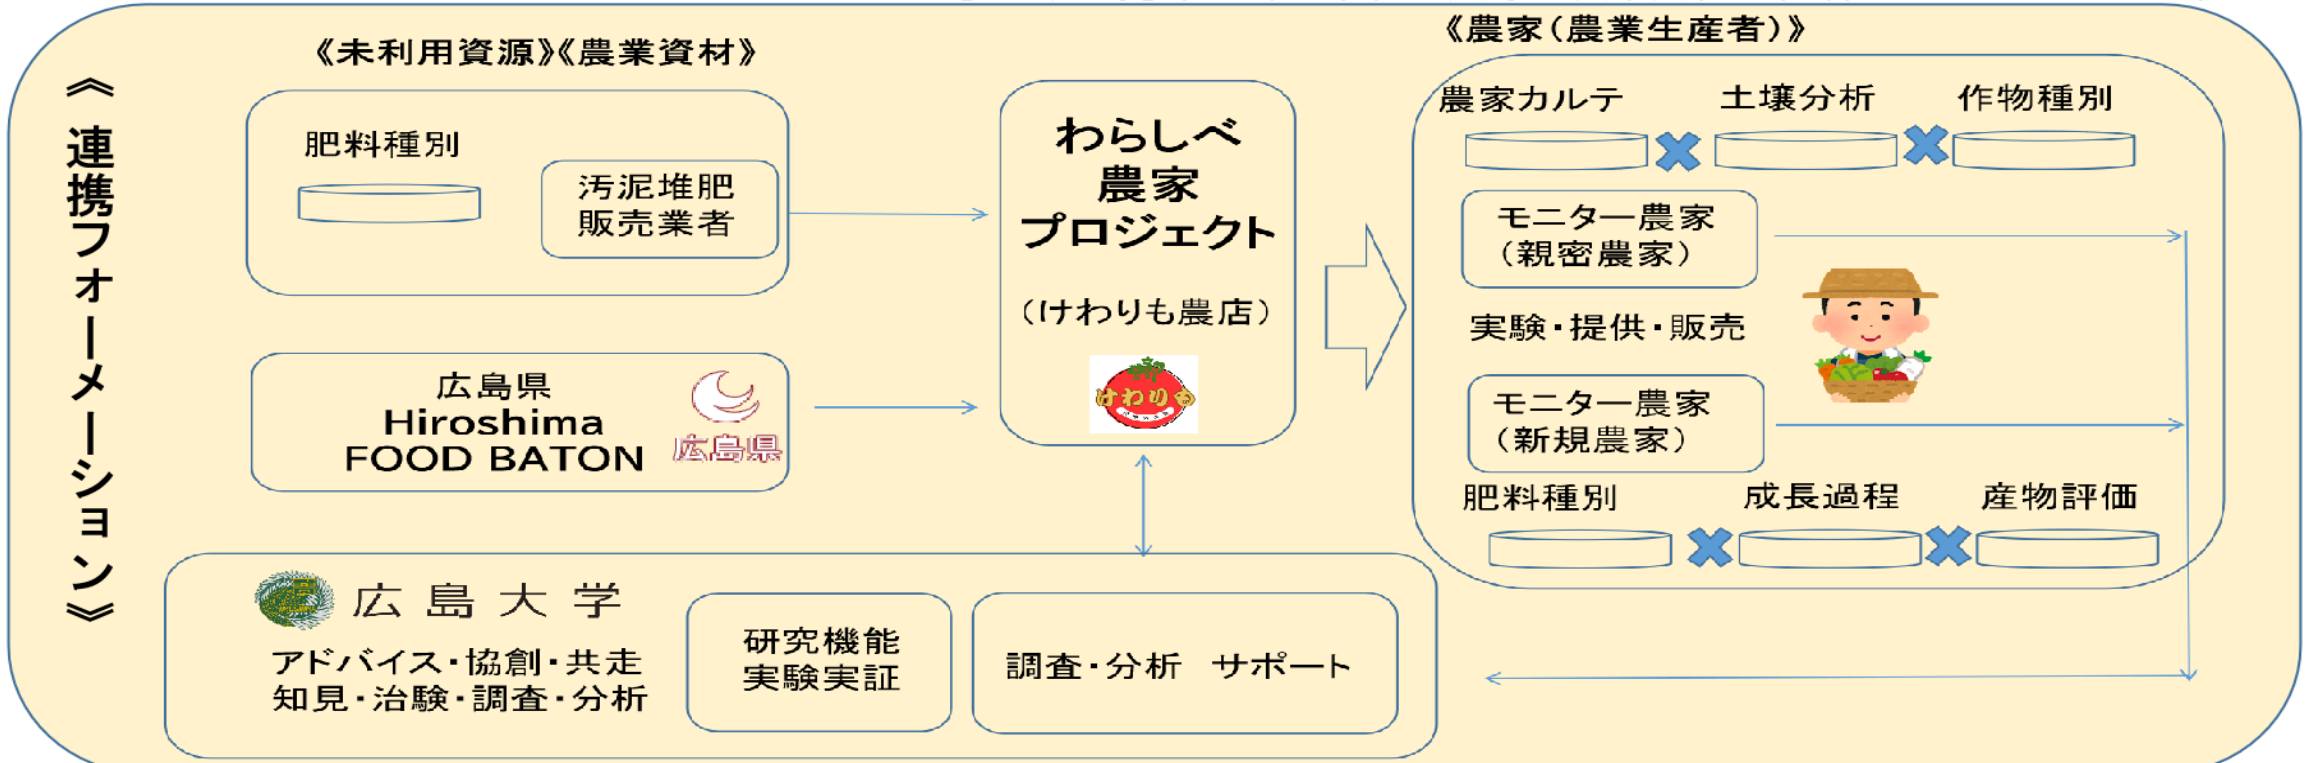 《連携フォーメーション》
《未利用資源》《農業資材》
肥料種別
汚泥堆肥
販売業者
広島県
Hiroshima
FOOD BATON
広島県
わらしべ
農家
プロジェクト
(けわりも農店)
けわりも
《農家(農業生産者)》
農家カルテ
土壌分析
作物種別
モニター農家
(親密農家)
実験・提供・販売
モニター農家
(新規農家)
肥料種別
成長過程
産物評価
広島大学
アドバイス・協創・共走
知見・治験・調査・分析
研究機能
実験実証
調査・分析 サポート